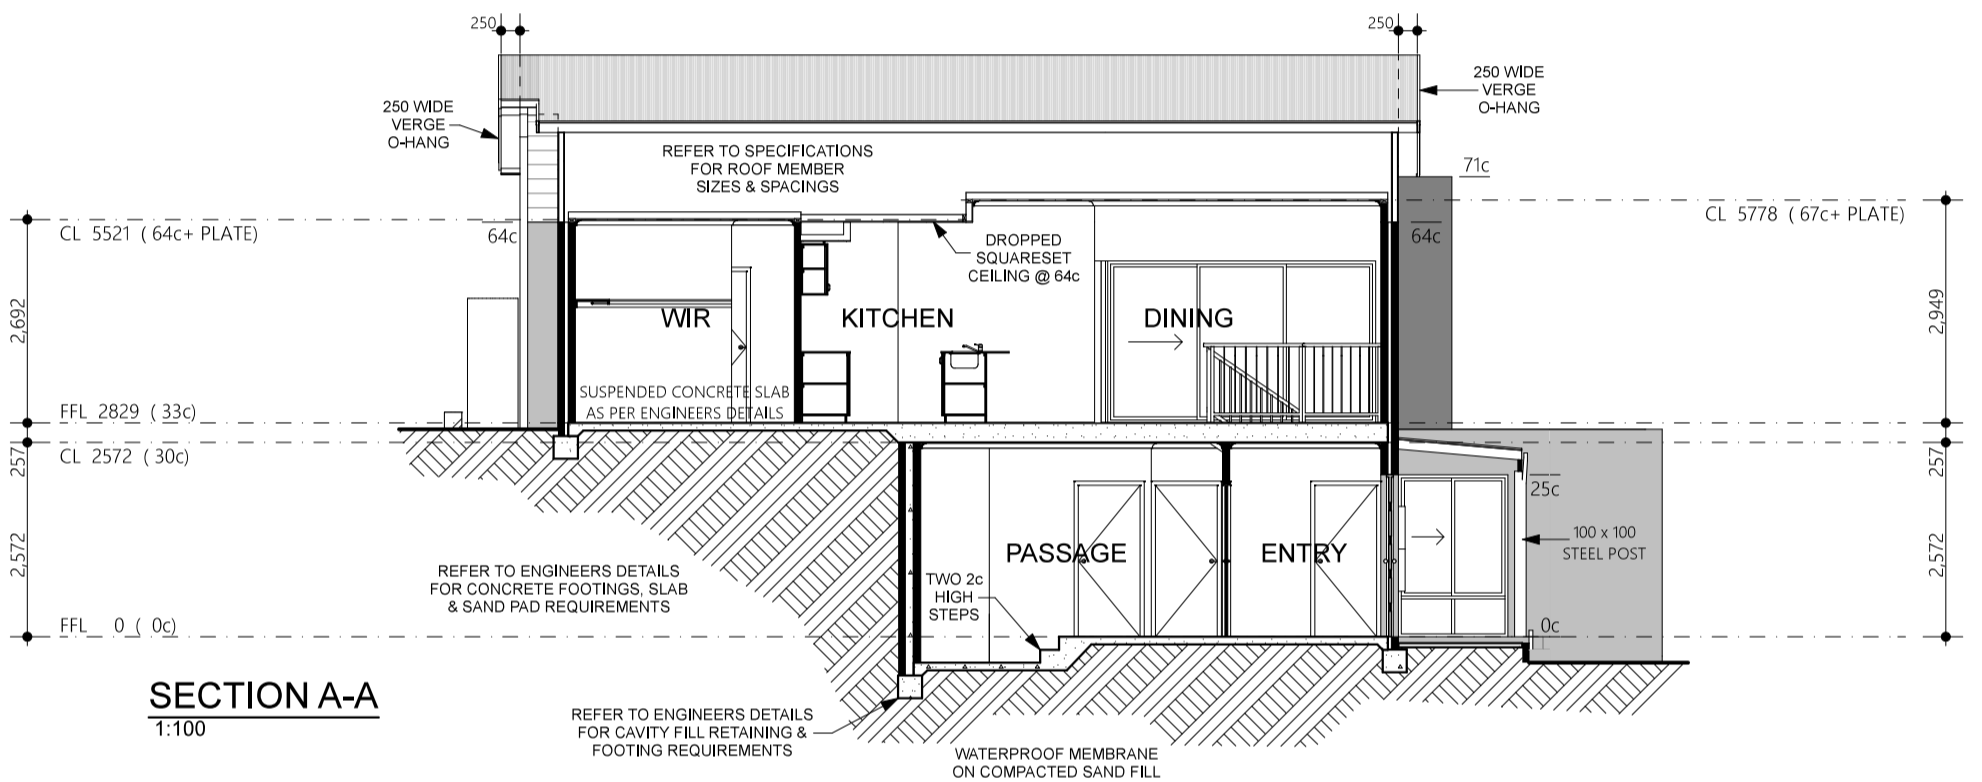 250
250
250 WIDE
VERGE
O-HANG
250 WIDE
VERGE
O-HANG
REFER TO SPECIFICATIONS
FOR ROOF MEMBER
SIZES & SPACINGS
71c
CL 5521 ( 64c+ PLATE)
64c
DROPPED
SQUARESET
CEILING @ 64c
64c
CL 5778 ( 67c+ PLATE)
2,692
WIR
KITCHEN
DINING
2,949
SUSPENDED CONCRETE SLAB
AS PER ENGINEERS DETAILS
FFL 2829 ( 33c)
257
CL 2572 ( 30c)
257
25c
2,572
PASSAGE
ENTRY
100 x 100
STEEL POST
2,572
REFER TO ENGINEERS DETAILS
FOR CONCRETE FOOTINGS, SLAB
& SAND PAD REQUIREMENTS
TWO 2c
HIGH
STEPS
FFL 0 ( 0c)
0c
SECTION A-A
1:100
REFER TO ENGINEERS DETAILS
FOR CAVITY FILL RETAINING &
FOOTING REQUIREMENTS
WATERPROOF MEMBRANE
ON COMPACTED SAND FILL